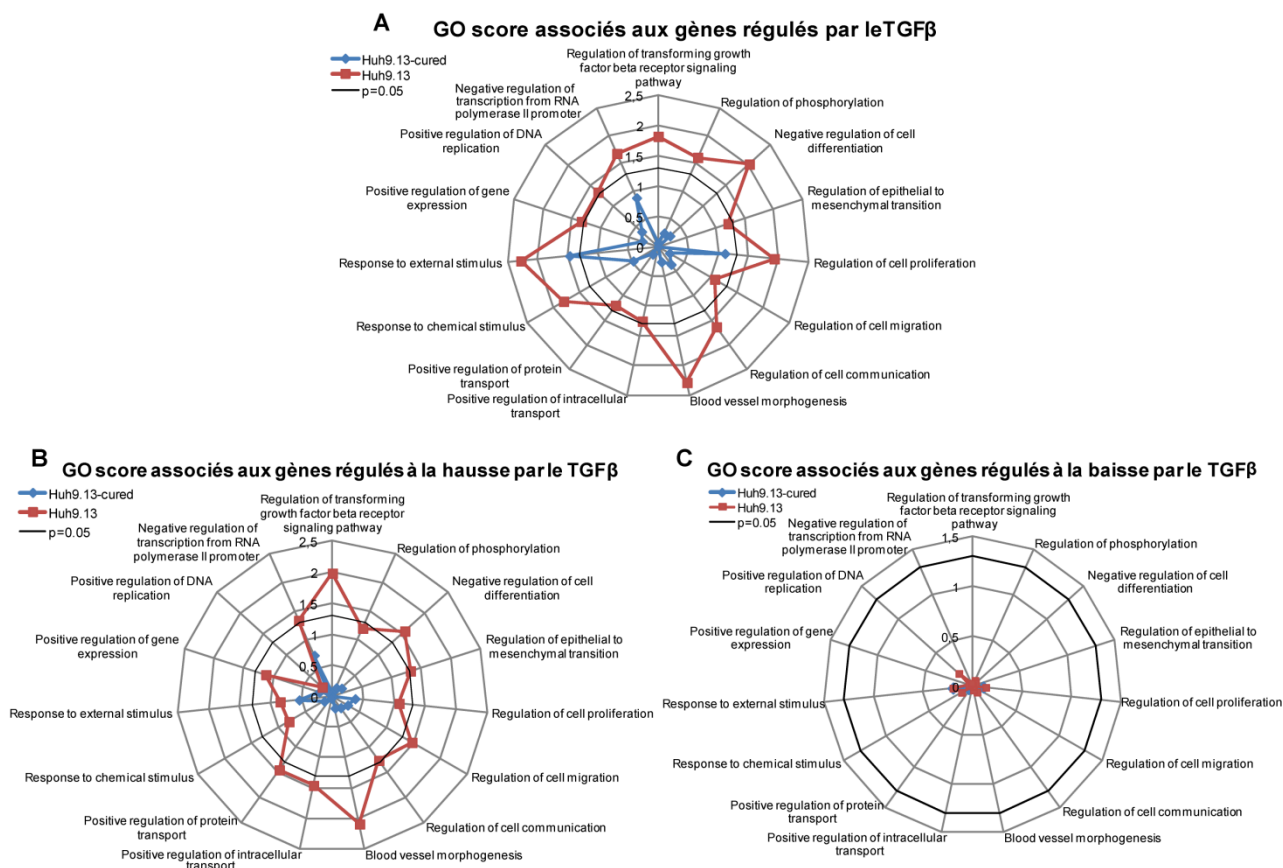 A
GO score associés aux gènes régulés par leTGFβ
Huh9.13-cured
Huh9.13
p=0.05
Regulation of transforming growth
factor beta receptor signaling
pathway
Regulation of phosphorylation
Negative regulation of cell
differentiation
Regulation of epithelial to
mesenchymal transition
Regulation of cell proliferation
Regulation of cell migration
Regulation of cell communication
Blood vessel morphogenesis
Positive regulation of intracellular
transport
Positive regulation of protein
transport
Response to chemical stimulus
Response to external stimulus
Positive regulation of gene
expression
Positive regulation of DNA
replication
Negative regulation of
transcription from RNA
polymerase II promoter
2,5
2
1,5
1
0,5
0
B
GO score associés aux gènes régulés à la hausse par le TGFβ
Huh9.13-cured
Huh9.13
p=0.05
Regulation of transforming
growth factor beta receptor
signaling pathway
Regulation of phosphorylation
Negative regulation of cell
differentiation
Regulation of epithelial to
mesenchymal transition
Regulation of cell proliferation
Regulation of cell migration
Regulation of cell communication
Blood vessel morphogenesis
Positive regulation of intracellular
transport
Positive regulation of protein
transport
Response to chemical stimulus
Response to external stimulus
Positive regulation of gene
expression
Positive regulation of DNA
replication
Negative regulation of
transcription from RNA
polymerase II promoter
2,5
2
1,5
1
0,5
0
C
GO score associés aux gènes régulés à la baisse par le TGFβ
Huh9.13-cured
Huh9.13
p=0.05
Regulation of transforming growth
factor beta receptor signaling
pathway
Regulation of phosphorylation
Negative regulation of cell
differentiation
Regulation of epithelial to
mesenchymal transition
Regulation of cell proliferation
Regulation of cell migration
Regulation of cell communication
Blood vessel morphogenesis
Positive regulation of intracellular
transport
Positive regulation of protein
transport
Response to chemical stimulus
Response to external stimulus
Positive regulation of gene
expression
Positive regulation of DNA
replication
Negative regulation of
transcription from RNA
polymerase II promoter
1,5
1
0,5
0